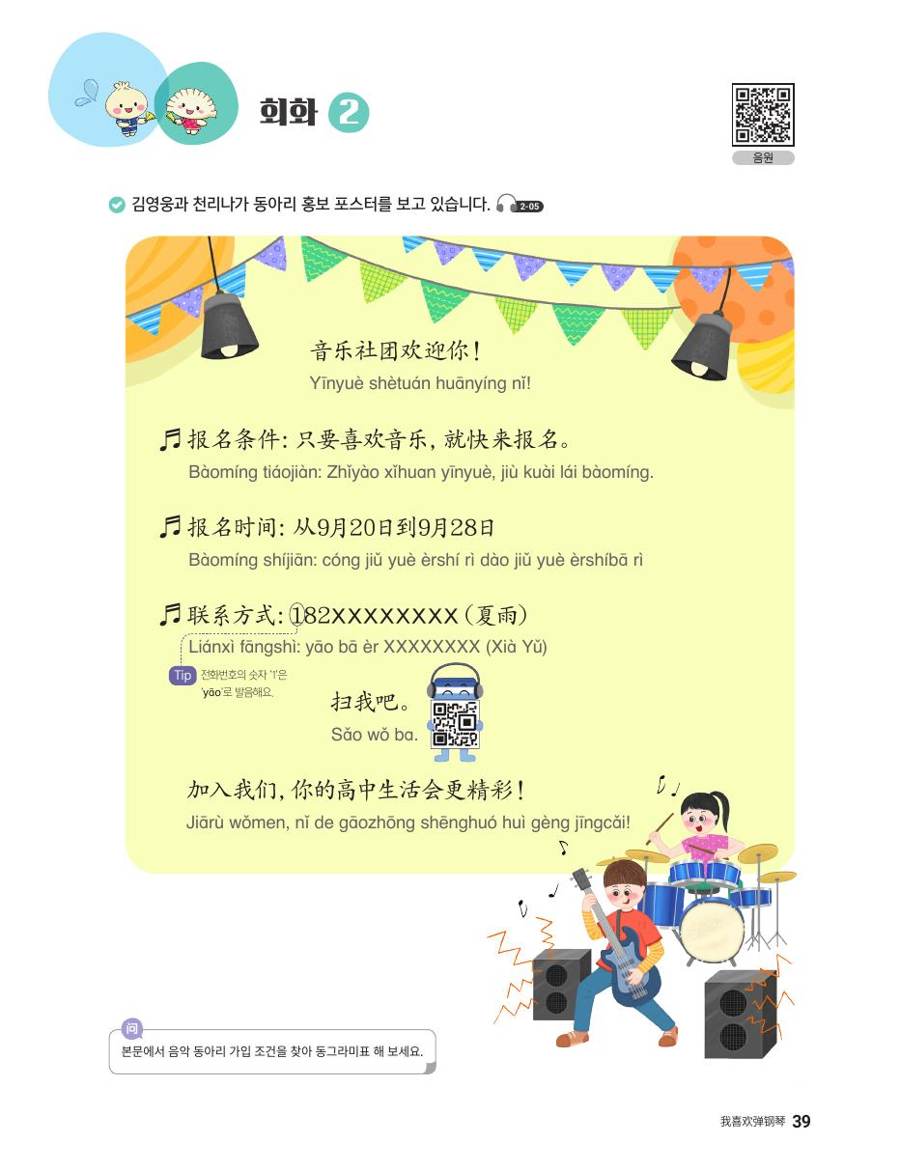 회화 2
음원
김영웅과 천리나가 동아리 홍보 포스터를 보고 있습니다. 2-05
音乐社团欢迎你！
Yīnyuè shètuán huānyíng nǐ!
报名条件: 只要喜欢音乐, 就快来报名。
Bàomíng tiáojiàn: Zhǐyào xǐhuan yīnyuè, jiù kuài lái bàomíng.
报名时间: 从9月20日到9月28日
Bàomíng shíjiān: cóng jiǔ yuè èrshí rì dào jiǔ yuè èrshíbā rì
联系方式: 182XXXXXXXX (夏雨)
Liánxì fāngshì: yāo bā èr XXXXXXXX (Xià Yǔ)
Tip 전화번호의 숫자 '1'은
'yāo'로 발음해요.
扫我吧。
Sǎo wǒ ba.
加入我们, 你的高中生活会更精彩！
Jiārù wǒmen, nǐ de gāozhōng shēnghuó huì gèng jīngcǎi!
问
본문에서 음악 동아리 가입 조건을 찾아 동그라미표 해 보세요.
我喜欢弹钢琴 39